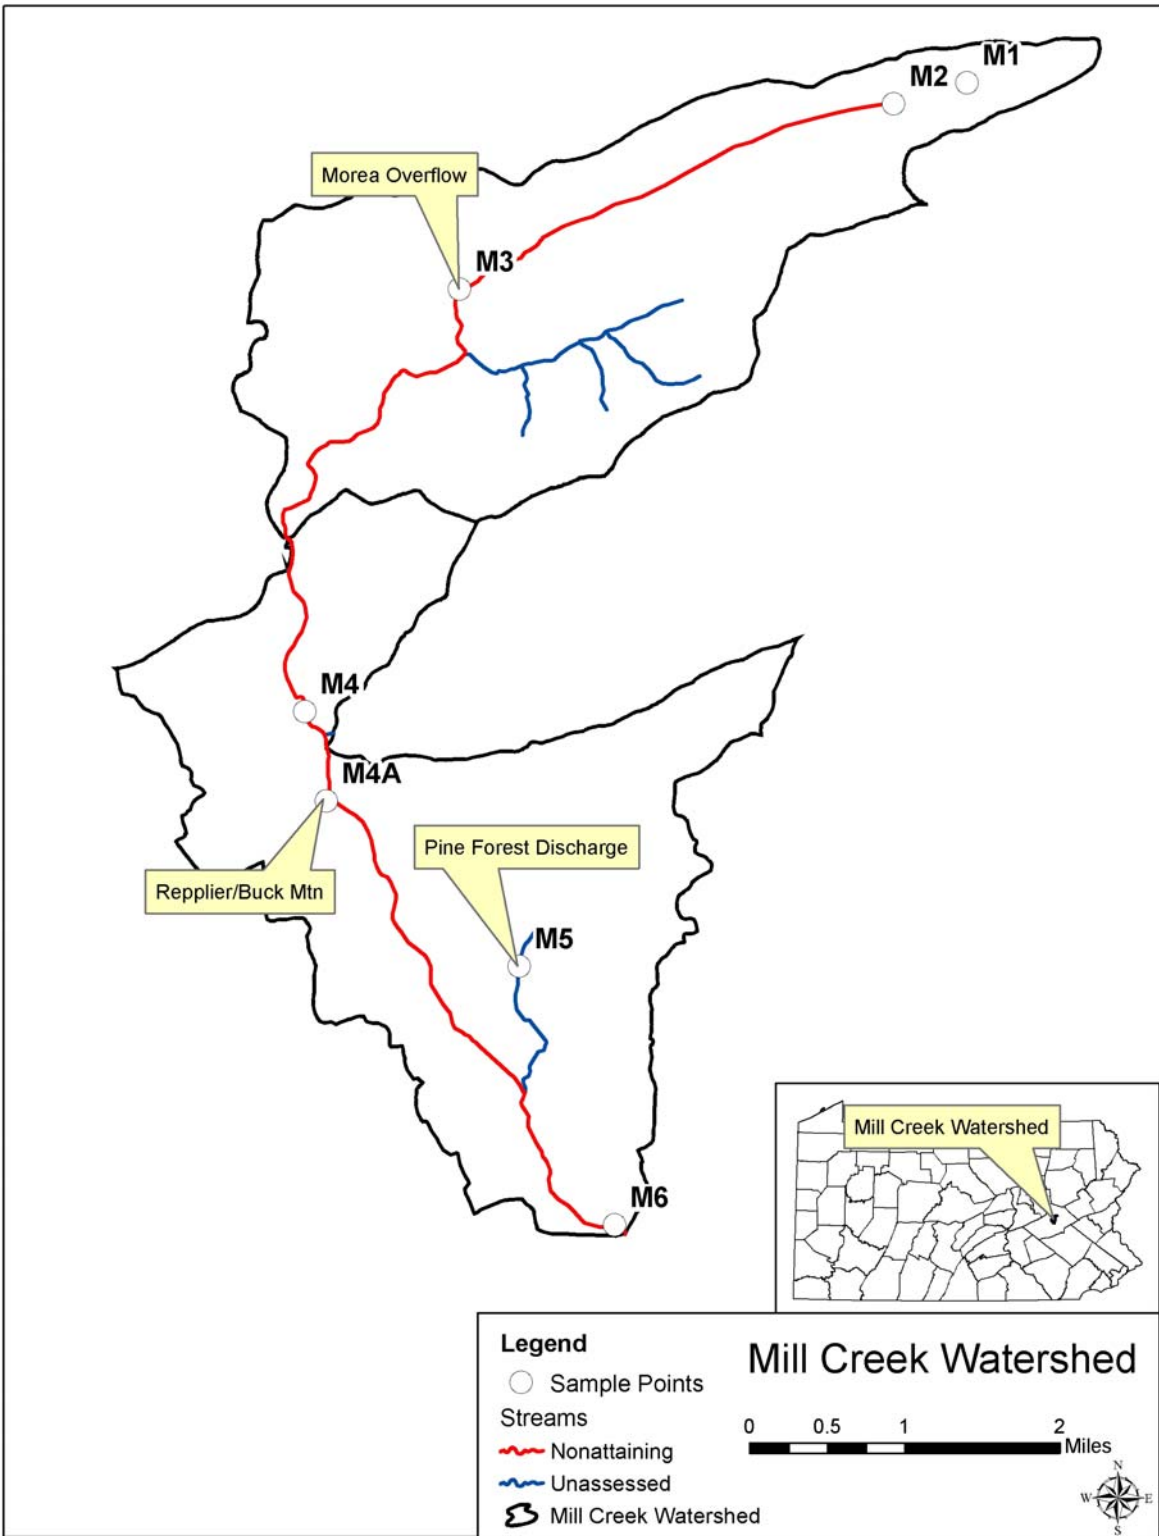 M1
M2
Morea Overflow
M3
M4
M4A
Pine Forest Discharge
Repplier/Buck Mtn
M5
Mill Creek Watershed
M6
Legend
Sample Points
Streams
Nonattaining
Unassessed
Mill Creek Watershed
Mill Creek Watershed
0 0.5 1 2
Miles
N
W E
S